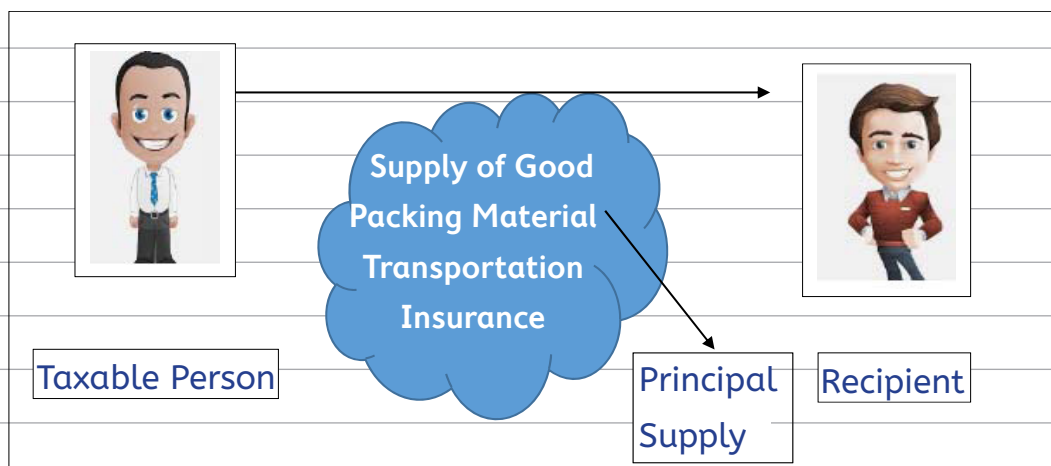 Supply of Good
Packing Material
Transportation
Insurance
Taxable Person
Principal
Supply
Recipient